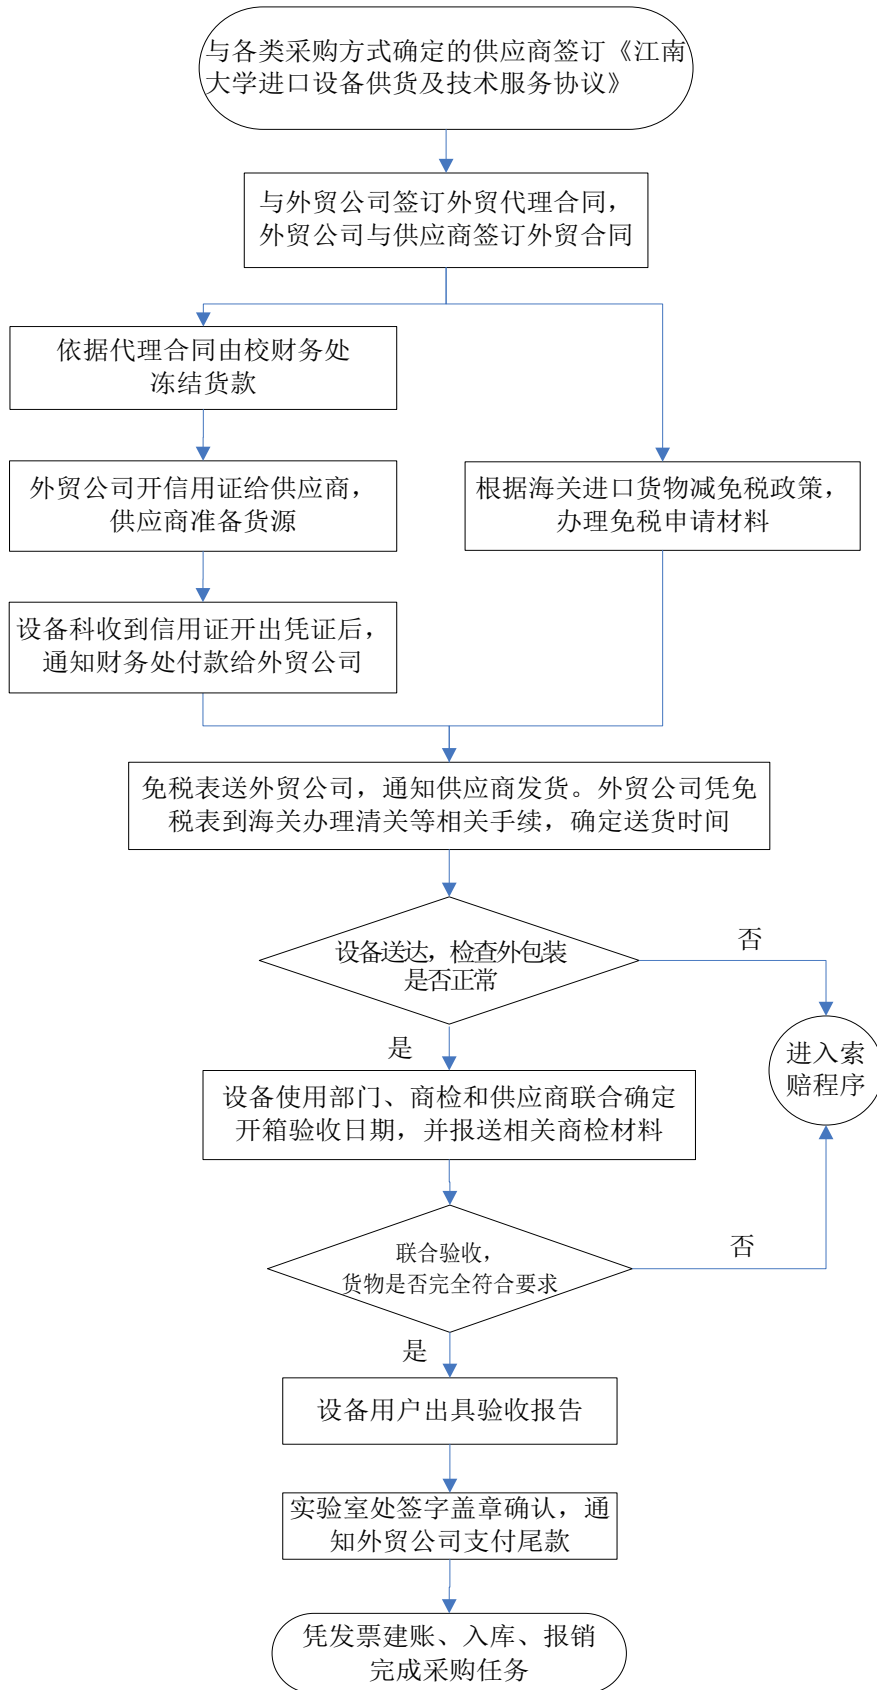 与各类采购方式确定的供应商签订《江南
大学进口设备供货及技术服务协议》
与外贸公司签订外贸代理合同，
外贸公司与供应商签订外贸合同
依据代理合同由校财务处
冻结货款
外贸公司开信用证给供应商，
供应商准备货源
根据海关进口货物减免税政策，
办理免税申请材料
设备科收到信用证开出凭证后，
通知财务处付款给外贸公司
免税表送外贸公司，通知供应商发货。外贸公司凭免
税表到海关办理清关等相关手续，确定送货时间
设备送达，检查外包装
是否正常
否
是
进入索
赔程序
设备使用部门、商检和供应商联合确定
开箱验收日期，并报送相关商检材料
联合验收，
货物是否完全符合要求
否
是
设备用户出具验收报告
实验室处签字盖章确认，通
知外贸公司支付尾款
凭发票建账、入库、报销
完成采购任务